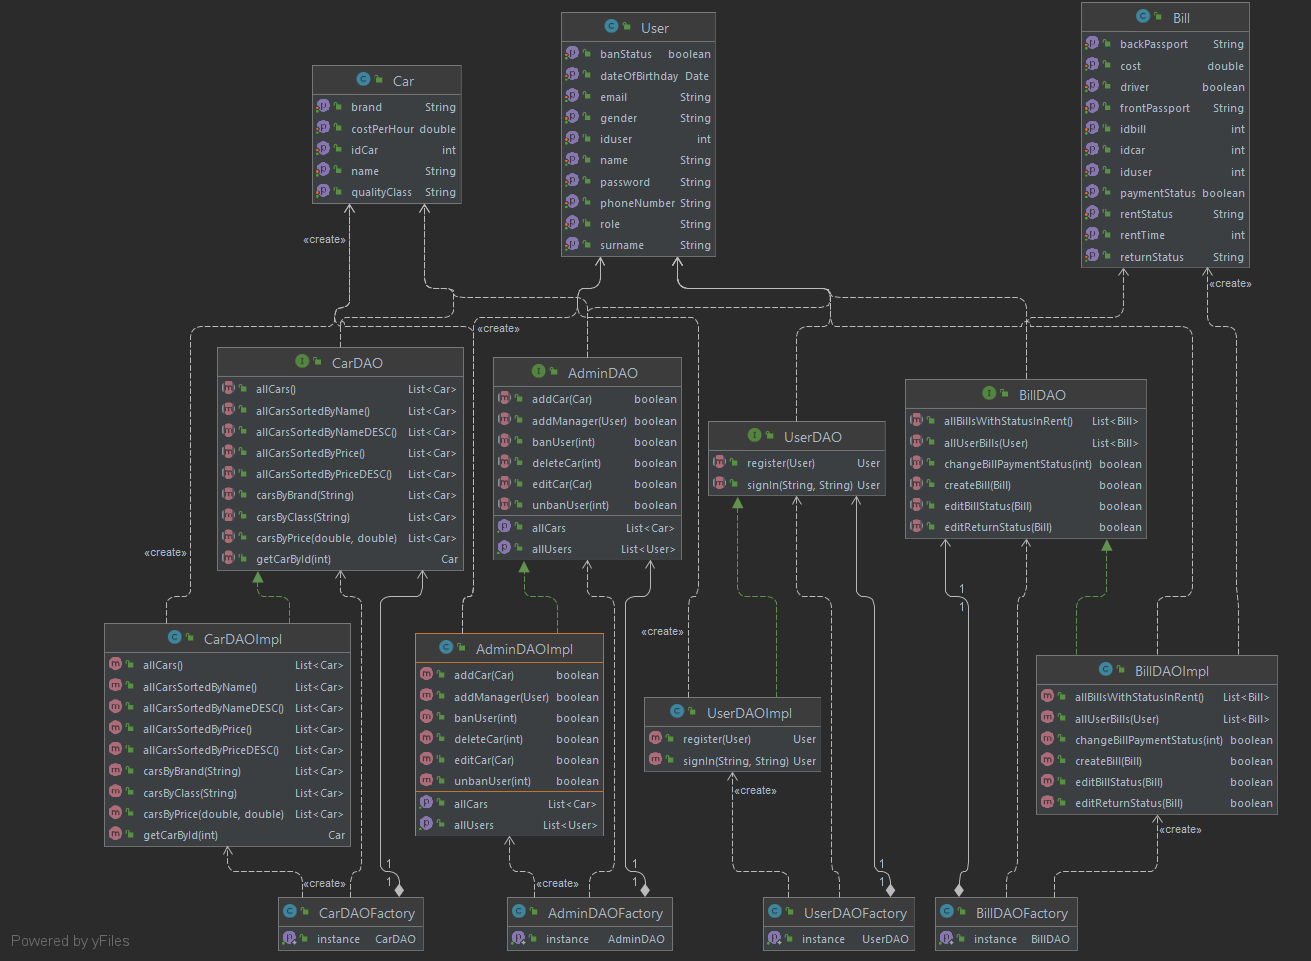 User
banStatus boolean
dateOfBirthday Date
email String
gender String
iduser int
name String
password String
phoneNumber String
role String
surname String
Bill
backPassport String
cost double
driver boolean
frontPassport String
idbill int
idcar int
iduser int
paymentStatus boolean
rentStatus String
rentTime int
returnStatus String
Car
brand String
costPerHour double
idCar int
name String
qualityClass String
«create»
«create»
«create»
CarDAO
allCars() List<Car>
allCarsSortedByName() List<Car>
allCarsSortedByNameDESC() List<Car>
allCarsSortedByPrice() List<Car>
allCarsSortedByPriceDESC() List<Car>
carsByBrand(String) List<Car>
carsByClass(String) List<Car>
carsByPrice(double, double) List<Car>
getCarById(int) Car
AdminDAO
addCar(Car) boolean
addManager(User) boolean
banUser(int) boolean
deleteCar(int) boolean
editCar(Car) boolean
unbanUser(int) boolean
allCars List<Car>
allUsers List<User>
UserDAO
register(User) User
signIn(String, String) User
BillDAO
allBillsWithStatusInRent() List<Bill>
allUserBills(User) List<Bill>
changeBillPaymentStatus(int) boolean
createBill(Bill) boolean
editBillStatus(Bill) boolean
editReturnStatus(Bill) boolean
«create»
1
1
«create»
CarDAOImpl
allCars() List<Car>
allCarsSortedByName() List<Car>
allCarsSortedByNameDESC() List<Car>
allCarsSortedByPrice() List<Car>
allCarsSortedByPriceDESC() List<Car>
carsByBrand(String) List<Car>
carsByClass(String) List<Car>
carsByPrice(double, double) List<Car>
getCarById(int) Car
AdminDAOImpl
addCar(Car) boolean
addManager(User) boolean
banUser(int) boolean
deleteCar(int) boolean
editCar(Car) boolean
unbanUser(int) boolean
allCars List<Car>
allUsers List<User>
UserDAOImpl
register(User) User
signIn(String, String) User
BillDAOImpl
allBillsWithStatusInRent() List<Bill>
allUserBills(User) List<Bill>
changeBillPaymentStatus(int) boolean
createBill(Bill) boolean
editBillStatus(Bill) boolean
editReturnStatus(Bill) boolean
«create»
«create»
1
1
1
«create»
1
«create»
1
1
CarDAOFactory
instance CarDAO
AdminDAOFactory
instance AdminDAO
UserDAOFactory
instance UserDAO
BillDAOFactory
instance BillDAO
Powered by yFiles